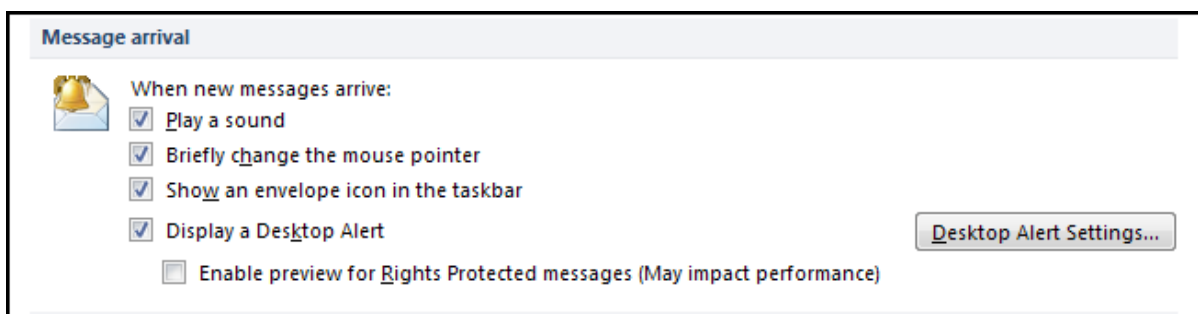 Message arrival
When new messages arrive:
Play a sound
Briefly change the mouse pointer
Show an envelope icon in the taskbar
Display a Desktop Alert
Desktop Alert Settings...
Enable preview for Rights Protected messages (May impact performance)